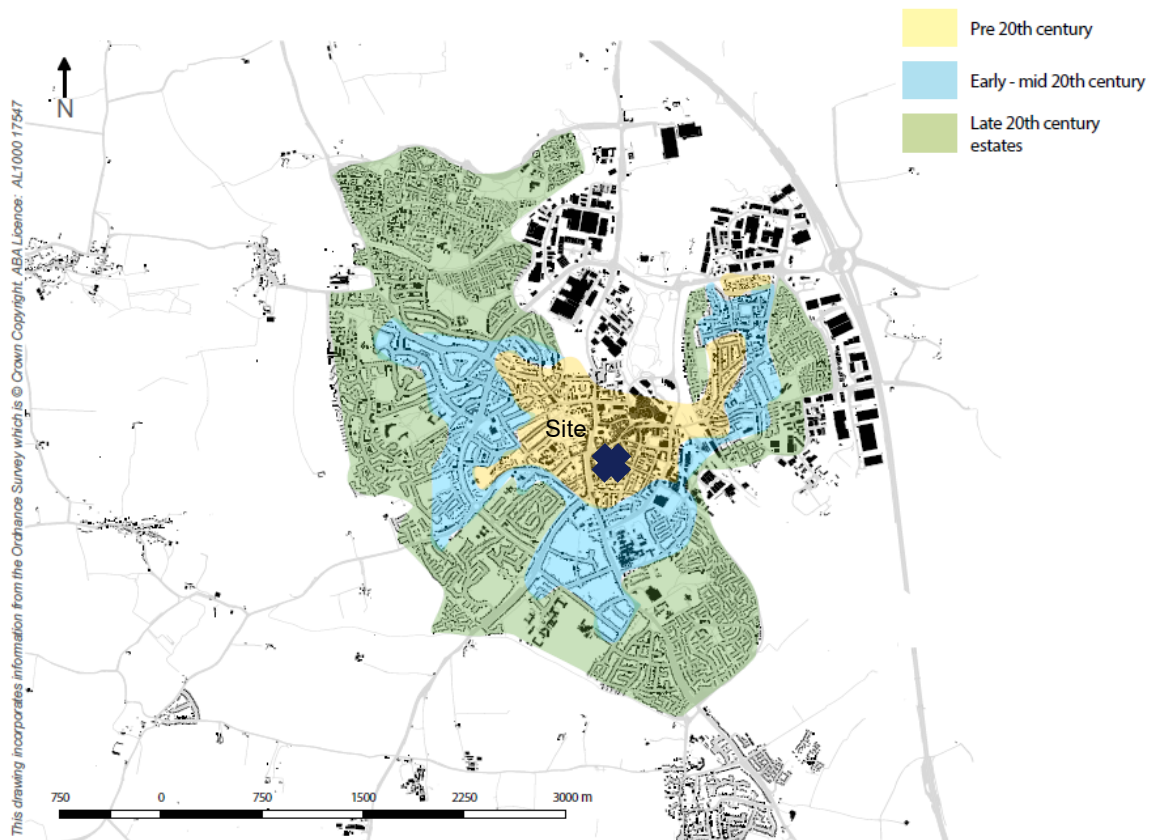 Pre 20th century
Early - mid 20th century
Late 20th century
estates
N
Site
750 0 750 1500 2250 3000 m
This drawing incorporates information from the Ordnance Survey which is © Crown Copyright. ABA Licence: AL1000 17547